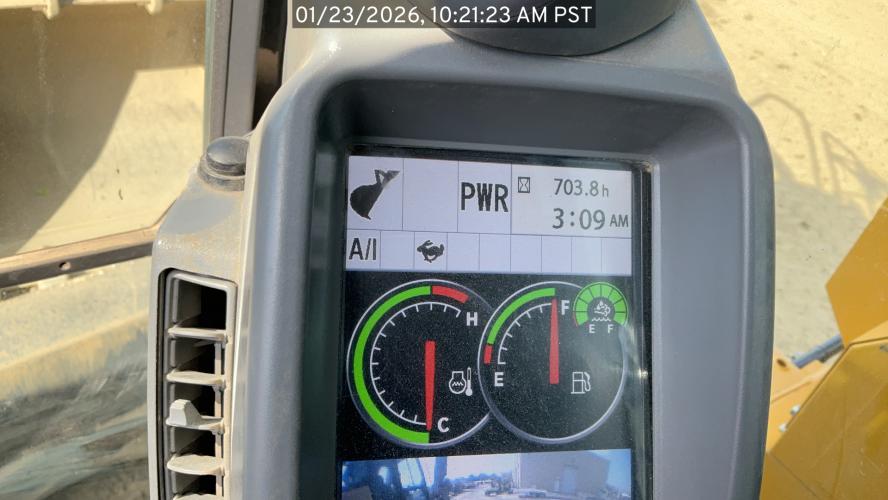 01/23/2026, 10:21:23 AM PST
PWR
703.8h
3:09 AM
A/I
H
C
F
E
E F